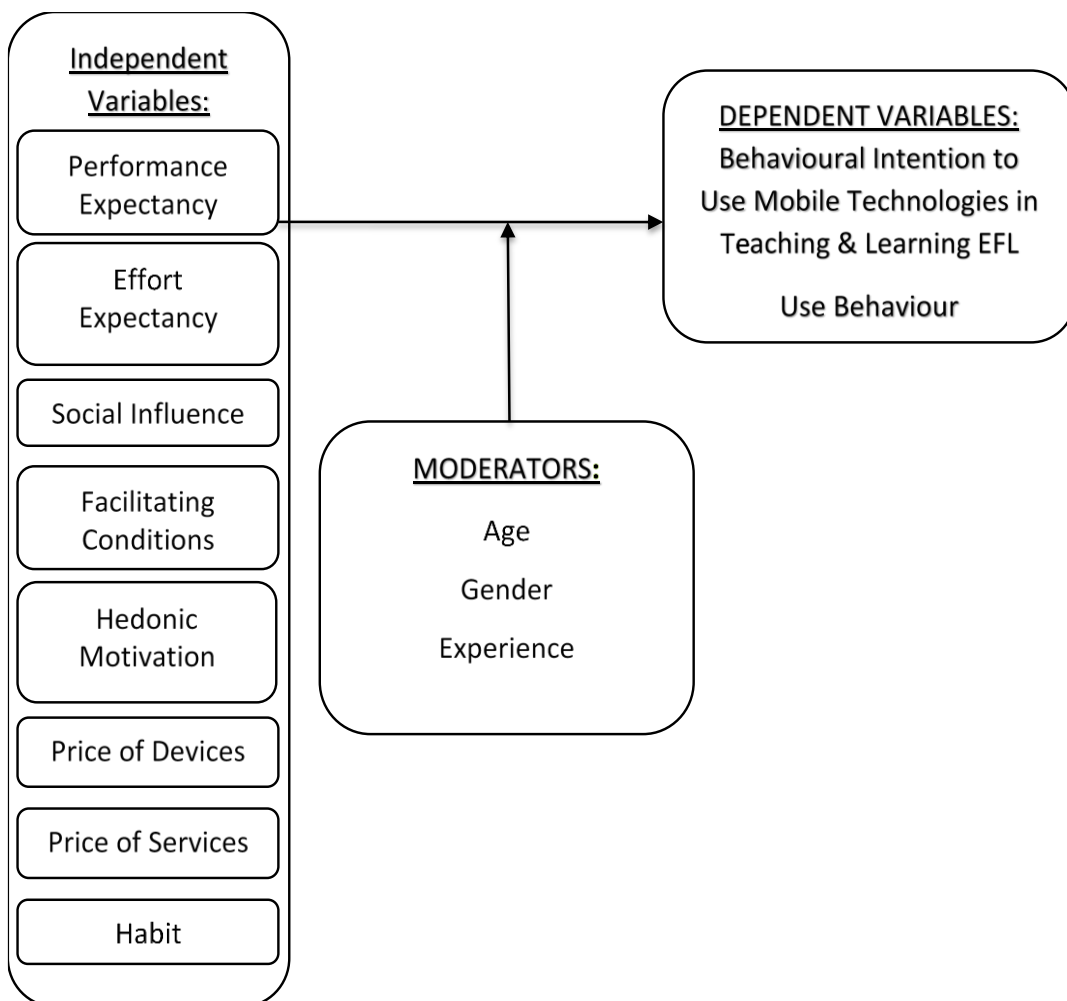 Independent
Variables:
Performance
Expectancy
Effort
Expectancy
Social Influence
Facilitating
Conditions
Hedonic
Motivation
Price of Devices
Price of Services
Habit
DEPENDENT VARIABLES:
Behavioural Intention to
Use Mobile Technologies in
Teaching & Learning EFL
Use Behaviour
MODERATORS:
Age
Gender
Experience